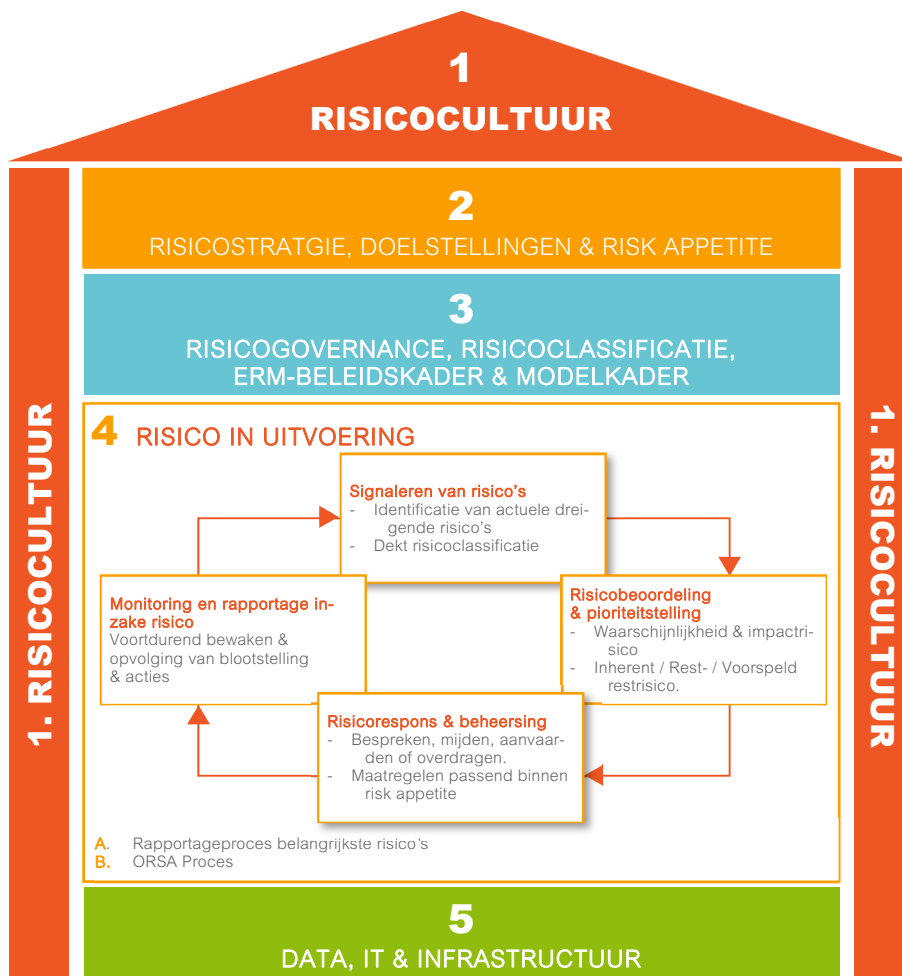 1
RISICOCULTUUR
2
RISICOSTRATGIE, DOELSTELLINGEN & RISK APPETITE
3
RISICOGOVERNANCE, RISICOCLASSIFICATIE,
ERM-BELEIDSKADER & MODELKADER
1. RISICOCULTUUR
4 RISICO IN UITVOERING
Signaleren van risico's
- Identificatie van actuele drei-
gende risico's
- Dekt risicoclassificatie
Risicobeoordeling
& pioriteitstelling
- Waarschijnlijkheid & impactri-
sico
- Inherent / Rest- / Voorspeld
restrisico.
Risicorespons & beheersing
- Bespreken, mijden, aanvaar-
den of overdragen.
- Maatregelen passend binnen
risk appetite
Monitoring en rapportage in-
zake risico
Voortdurend bewaken &
opvolging van blootstelling
& acties
A. Rapportageproces belangrijkste risico's
B. ORSA Proces
1. RISICOCULTUUR
5
DATA, IT & INFRASTRUCTUUR